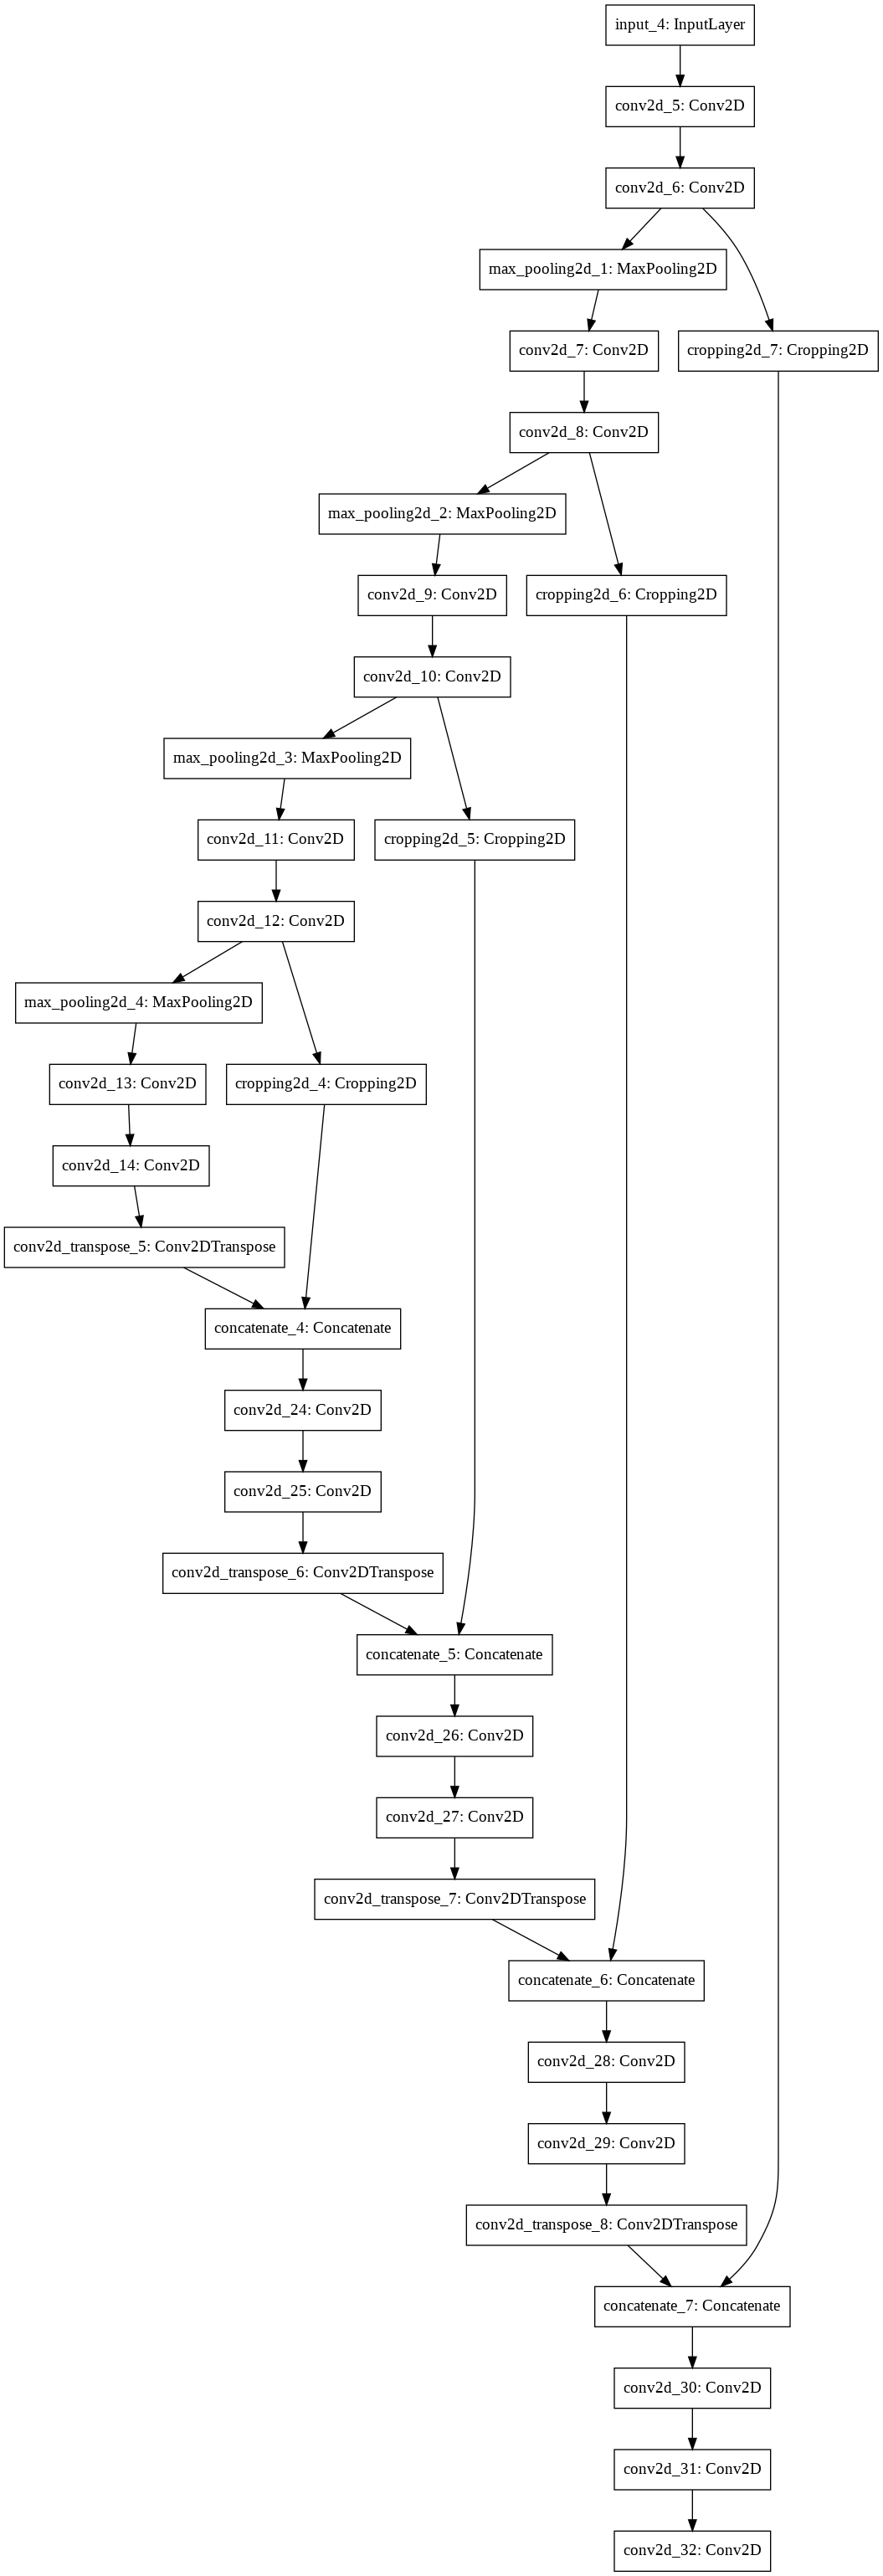 input_4: InputLayer
conv2d_5: Conv2D
conv2d_6: Conv2D
max_pooling2d_1: MaxPooling2D
conv2d_7: Conv2D
cropping2d_7: Cropping2D
conv2d_8: Conv2D
max_pooling2d_2: MaxPooling2D
conv2d_9: Conv2D
cropping2d_6: Cropping2D
conv2d_10: Conv2D
max_pooling2d_3: MaxPooling2D
conv2d_11: Conv2D
cropping2d_5: Cropping2D
conv2d_12: Conv2D
max_pooling2d_4: MaxPooling2D
conv2d_13: Conv2D
cropping2d_4: Cropping2D
conv2d_14: Conv2D
conv2d_transpose_5: Conv2DTranspose
concatenate_4: Concatenate
conv2d_24: Conv2D
conv2d_25: Conv2D
conv2d_transpose_6: Conv2DTranspose
concatenate_5: Concatenate
conv2d_26: Conv2D
conv2d_27: Conv2D
conv2d_transpose_7: Conv2DTranspose
concatenate_6: Concatenate
conv2d_28: Conv2D
conv2d_29: Conv2D
conv2d_transpose_8: Conv2DTranspose
concatenate_7: Concatenate
conv2d_30: Conv2D
conv2d_31: Conv2D
conv2d_32: Conv2D